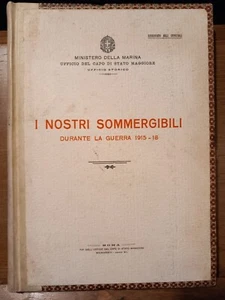 MINISTERO DELLA MARINA
UFFICIO DEL CAPO DI STATO MAGGIORE
UFFICIO STORICO
I NOSTRI SOMMERGIBILI
DURANTE LA GUERRA 1915-18
ROMA